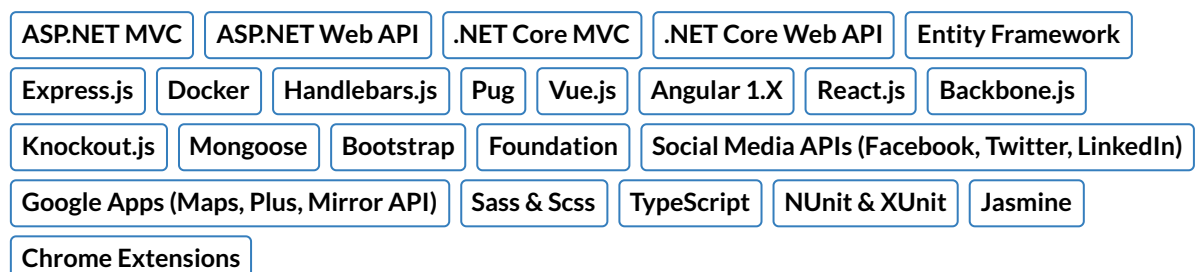 ASP.NET MVC ASP.NET Web API .NET Core MVC .NET Core Web API Entity Framework
Express.js Docker Handlebars.js Pug Vue.js Angular 1.X React.js Backbone.js
Knockout.js Mongoose Bootstrap Foundation Social Media APIs (Facebook, Twitter, LinkedIn)
Google Apps (Maps, Plus, Mirror API) Sass & Scss TypeScript NUnit & XUnit Jasmine
Chrome Extensions